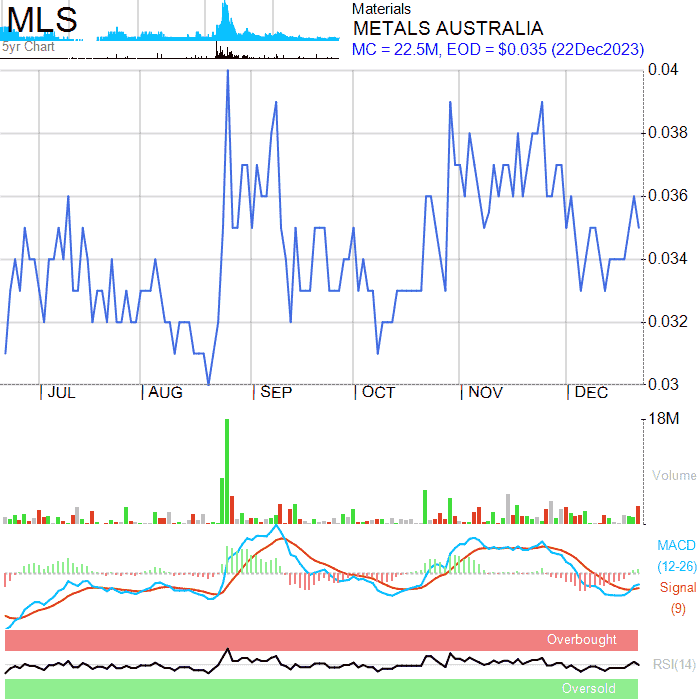 MLS
5yr Chart
Materials
METALS AUSTRALIA
MC = 22.5M, EOD = $0.035 (22Dec2023)
0.04
0.038
0.036
0.034
0.032
0.03
JUL AUG SEP OCT NOV DEC
18M
Volume
MACD
(12-26)
Signal
(9)
Overbought
RSI(14)
Oversold